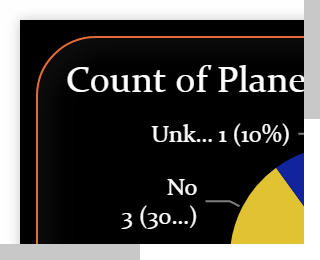 Count of Plane
Unk... 1 (10%)
No
3 (30...)